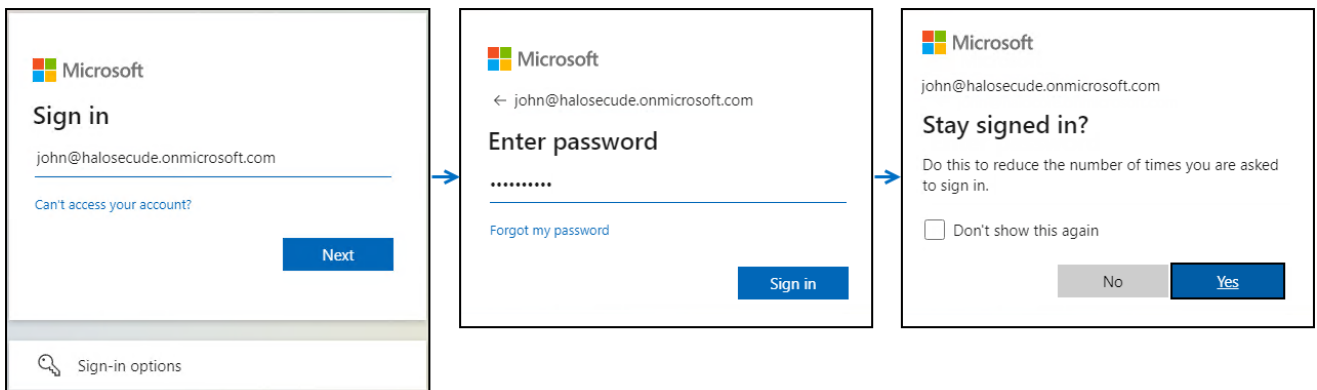 Microsoft
Sign in
john@halosecude.onmicrosoft.com
Can't access your account?
Next
Sign-in options
Microsoft
← john@halosecude.onmicrosoft.com
Enter password
••••••••••
Forgot my password
Sign in
Microsoft
john@halosecude.onmicrosoft.com
Stay signed in?
Do this to reduce the number of times you are asked
to sign in.
Don't show this again
No Yes